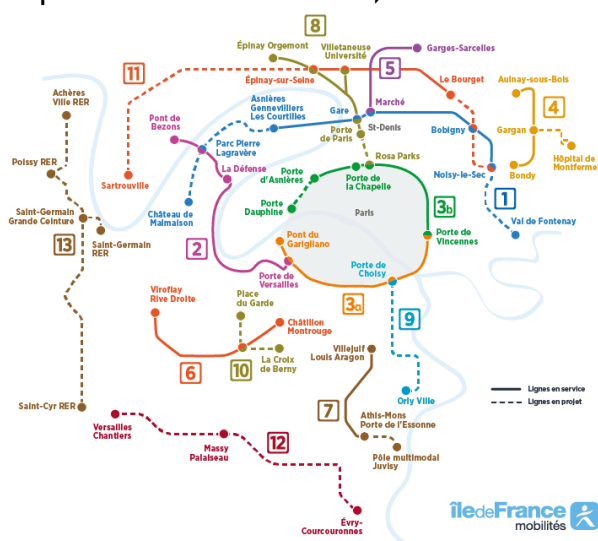 8
Épinay Orgemont
Villetaneuse
Université
Garges-Sarcelles
5
11
Épinay-sur-Seine
Le Bourget
Aulnay-sous-Bois
Achères
Ville RER
Asnières
Gennevilliers
Les Courtilles
Gare
Marché
4
Pont de
Bezons
Porte
de Paris
St-Denis
Bobigny
Gargan
Parc Pierre
Lagravère
Rosa Parks
Hôpital de
Montfermeil
Poissy RER
La Défense
Porte
d'Asnières
Porte de
la Chapelle
Noisy-le-Sec
Bondy
Sartrouville
1
Château de
Malmaison
Porte
Dauphine
Paris
3b
Saint-Germain
Grande Ceinture
Val de Fontenay
13
Saint-Germain
RER
2
Pont du
Garigliano
Porte de
Vincennes
Porte de
Versailles
Porte de
Choisy
3a
Viroflay
Rive Droite
Place
du Garde
9
Châtillon
Montrouge
6
10
La Croix
de Berny
Villejuif
Louis Aragon
Orly Ville
Lignes en service
Lignes en projet
Saint-Cyr RER
7
Athis-Mons
Porte de l'Essonne
Versailles
Chantiers
Massy
Palaiseau
12
Pôle multimodal
Juvisy
Évry-
Courcouronnes
îledeFrance
mobilités